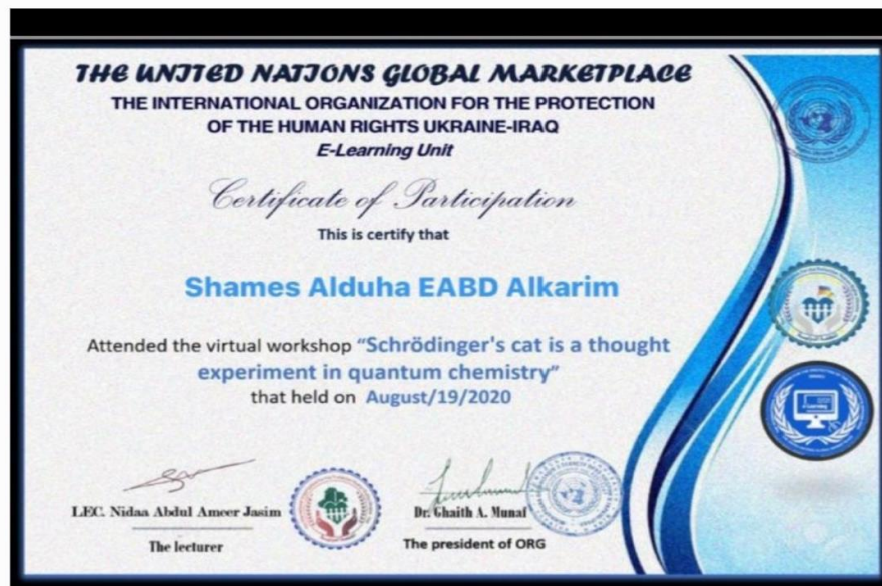 THE UNITED NATIONS GLOBAL MARKETPLACE
THE INTERNATIONAL ORGANIZATION FOR THE PROTECTION
OF THE HUMAN RIGHTS UKRAINE-IRAQ
E-Learning Unit
Certificate of Participation
This is certify that
Shames Alduha EABD Alkarim
Attended the virtual workshop “Schrödinger's cat is a thought
experiment in quantum chemistry”
that held on August/19/2020
LEC. Nidaa Abdul Ameer Jasim
The lecturer
Dr. Ghaith A. Munaf
The president of ORG